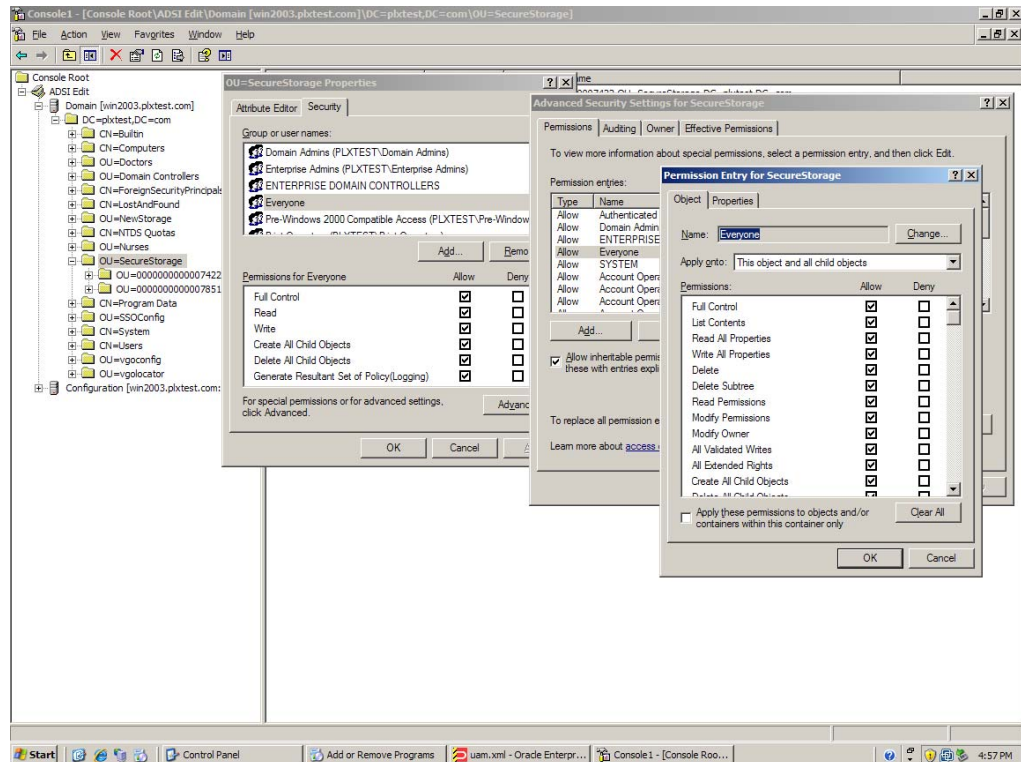 Console1 - [Console Root\ADSI Edit\Domain [win2003.plxtest.com]\DC=plxtest,DC=com\OU=SecureStorage]
File Action View Favorites Window Help
Console Root
ADSI Edit
Domain [win2003.plxtest.com]
DC=plxtest,DC=com
CN=Builtin
CN=Computers
OU=Doctors
OU=Domain Controllers
CN=ForeignSecurityPrincipals
CN=LostAndFound
OU=NewStorage
CN=NTDS Quotas
OU=Nurses
OU=SecureStorage
OU=0000000000007422
OU=0000000000007851
CN=Program Data
OU=SSOConfig
CN=System
CN=Users
OU=vgoconfig
OU=vgolocator
Configuration [win2003.plxtest.com:
OU=SecureStorage Properties
Attribute Editor Security
Group or user names:
Domain Admins (PLXTEST\Domain Admins)
Enterprise Admins (PLXTEST\Enterprise Admins)
ENTERPRISE DOMAIN CONTROLLERS
Everyone
Pre-Windows 2000 Compatible Access (PLXTEST\Pre-Window
Add... Remo
Permissions for Everyone Allow Deny
Full Control
Read
Write
Create All Child Objects
Delete All Child Objects
Generate Resultant Set of Policy(Logging)
For special permissions or for advanced settings,
click Advanced.
Advanc
OK Cancel
Advanced Security Settings for SecureStorage
Permissions Auditing Owner Effective Permissions
To view more information about special permissions, select a permission entry, and then click Edit.
Permission entries:
Type Name
Allow Authenticated
Allow Domain Admin
Allow ENTERPRISE
Allow Everyone
Allow SYSTEM
Allow Account Opera
Allow Account Opera
Allow Account Opera
Add...
Allow inheritable permis
these with entries expli
To replace all permission e
Learn more about access
Permission Entry for SecureStorage
Object Properties
Name: Everyone Change...
Apply onto: This object and all child objects
Permissions: Allow Deny
Full Control
List Contents
Read All Properties
Write All Properties
Delete
Delete Subtree
Read Permissions
Modify Permissions
Modify Owner
All Validated Writes
All Extended Rights
Create All Child Objects
Delete All Child Objects
Apply these permissions to objects and/or
containers within this container only
Clear All
OK Cancel
Start Control Panel Add or Remove Programs uam.xml - Oracle Enterpr... Console1 - [Console Roo... 4:57 PM